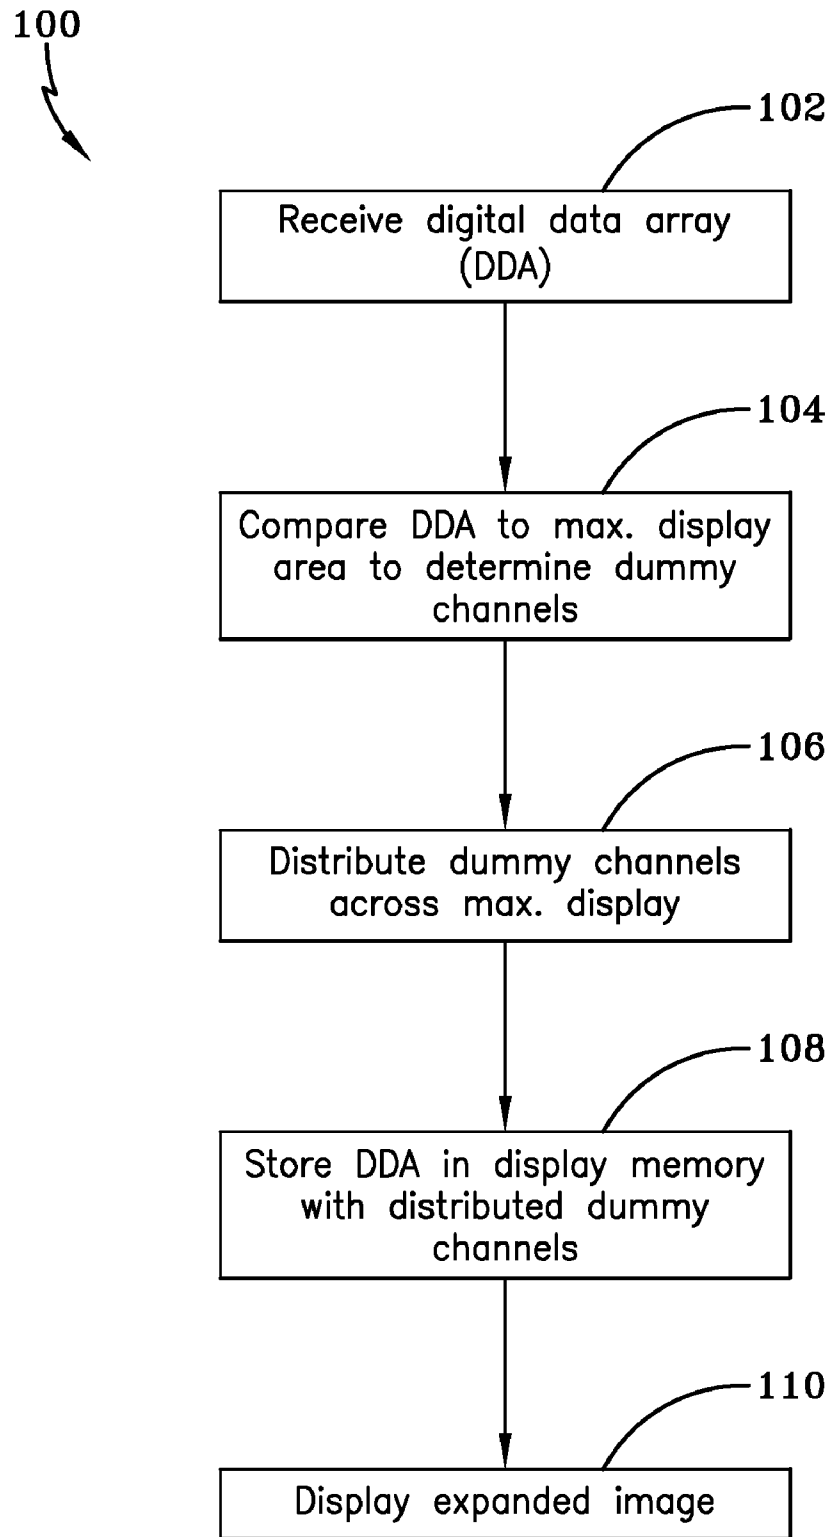 100
102
Receive digital data array
(DDA)
104
Compare DDA to max. display
area to determine dummy
channels
106
Distribute dummy channels
across max. display
108
Store DDA in display memory
with distributed dummy
channels
110
Display expanded image